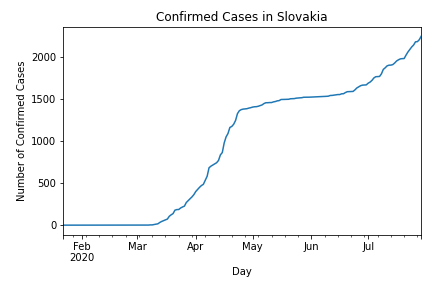 Confirmed Cases in Slovakia
Number of Confirmed Cases
2000
1500
1000
500
0
Feb
2020
Mar
Apr
May
Jun
Jul
Day